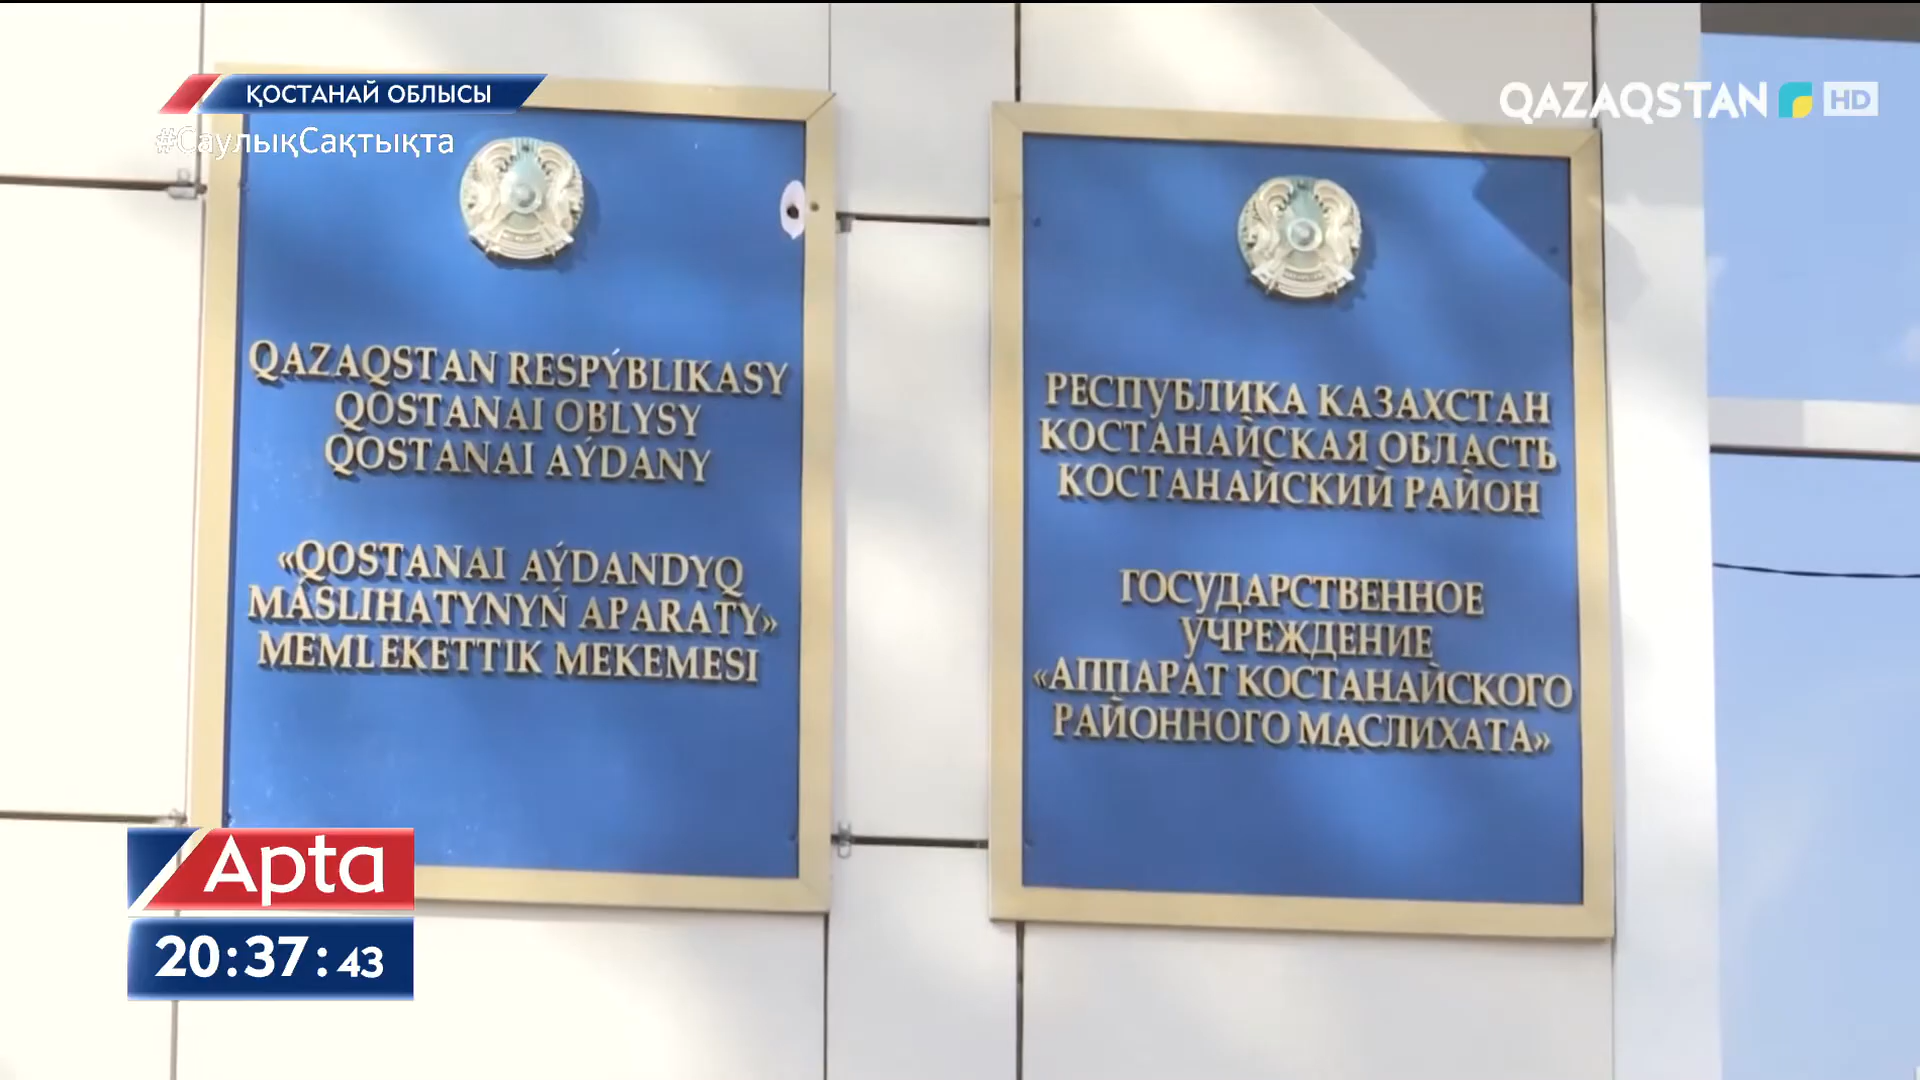 ҚОСТАНАЙ ОБЛЫСЫ
#СаулықСақтықта
QAZAQSTAN HD
QAZAQSTAN RESPÝBLIKASY
QOSTANAI OBLYSY
QOSTANAI AÝDANY
«QOSTANAI AÝDANDYQ
MÁSLIHATYNYŃ APARATY»
MEMLEKETTIK MEKEMESI
РЕСПУБЛИКА КАЗАХСТАН
КОСТАНАЙСКАЯ ОБЛАСТЬ
КОСТАНАЙСКИЙ РАЙОН
ГОСУДАРСТВЕННОЕ
УЧРЕЖДЕНИЕ
«АППАРАТ КОСТАНАЙСКОГО
РАЙОННОГО МАСЛИХАТА»
Apta
20:37:43